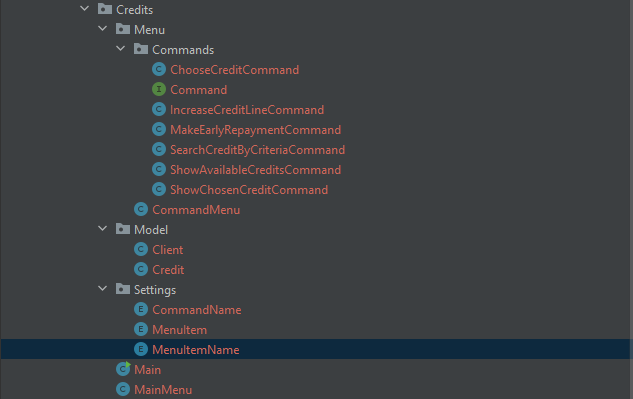 Credits
Menu
Commands
C ChooseCreditCommand
I Command
C IncreaseCreditLineCommand
C MakeEarlyRepaymentCommand
C SearchCreditByCriteriaCommand
C ShowAvailableCreditsCommand
C ShowChosenCreditCommand
C CommandMenu
Model
C Client
C Credit
Settings
E CommandName
E MenuItem
E MenuItemName
C Main
C MainMenu